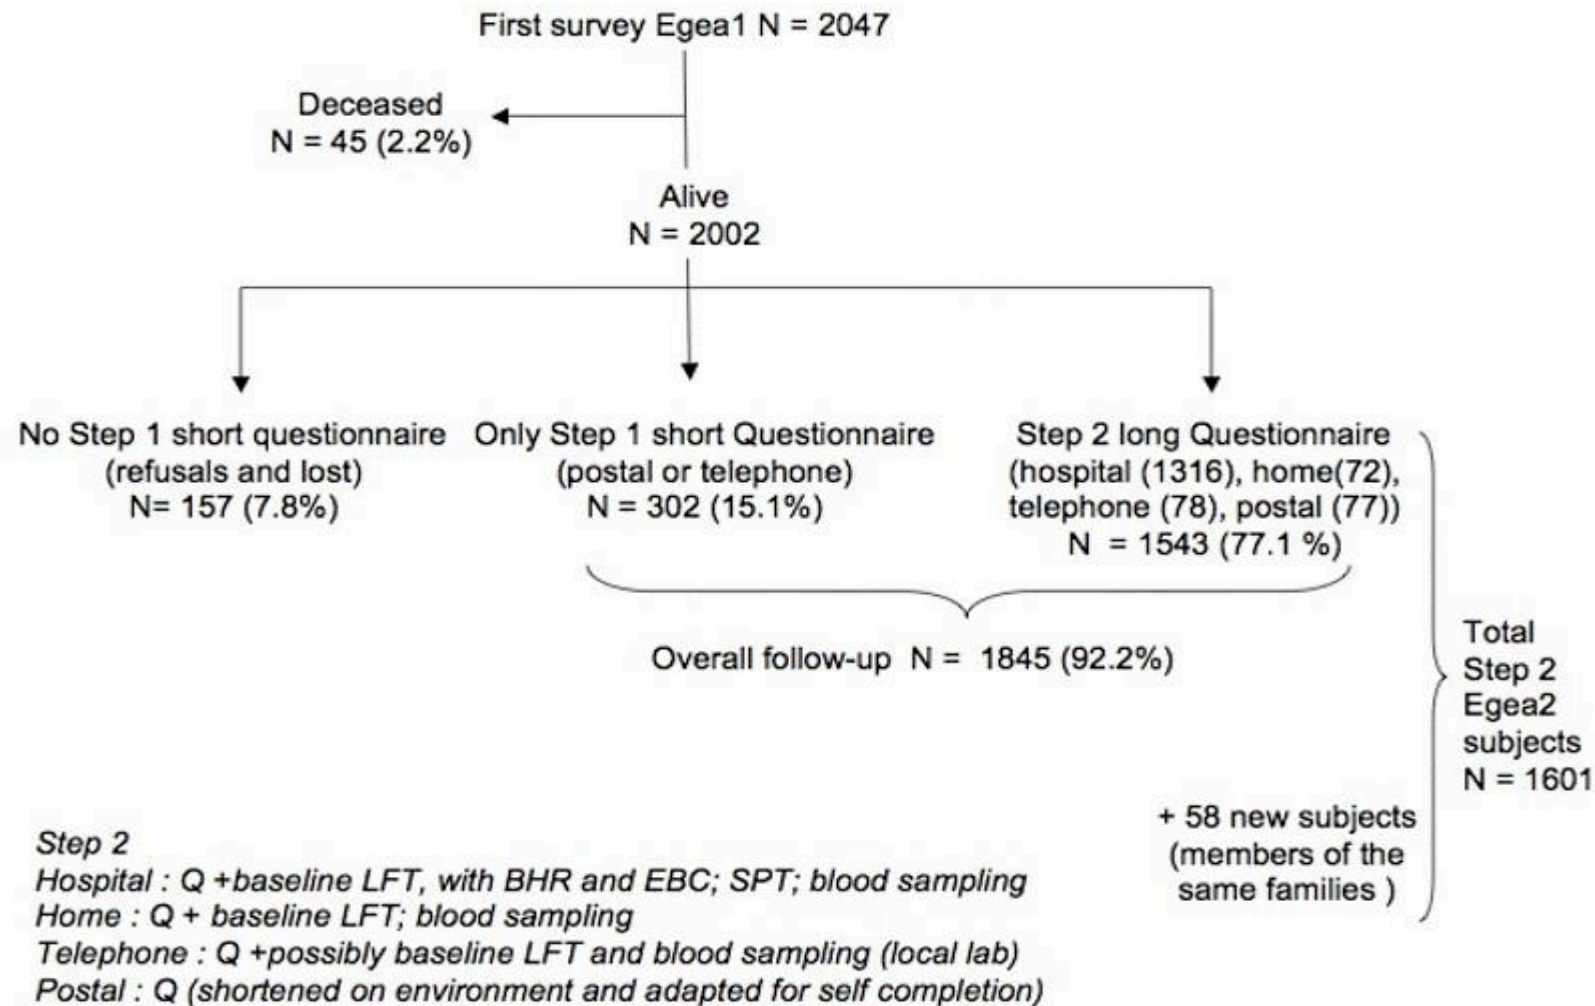 First survey Egea1 N = 2047
Deceased
N = 45 (2.2%)
Alive
N = 2002
No Step 1 short questionnaire
(refusals and lost)
N= 157 (7.8%)
Only Step 1 short Questionnaire
(postal or telephone)
N = 302 (15.1%)
Step 2 long Questionnaire
(hospital (1316), home(72),
telephone (78), postal (77))
N = 1543 (77.1 %)
Overall follow-up N = 1845 (92.2%)
Total
Step 2
Egea2
subjects
N = 1601
+ 58 new subjects
(members of the
same families )
Step 2
Hospital : Q +baseline LFT, with BHR and EBC; SPT; blood sampling
Home : Q + baseline LFT; blood sampling
Telephone : Q +possibly baseline LFT and blood sampling (local lab)
Postal : Q (shortened on environment and adapted for self completion)